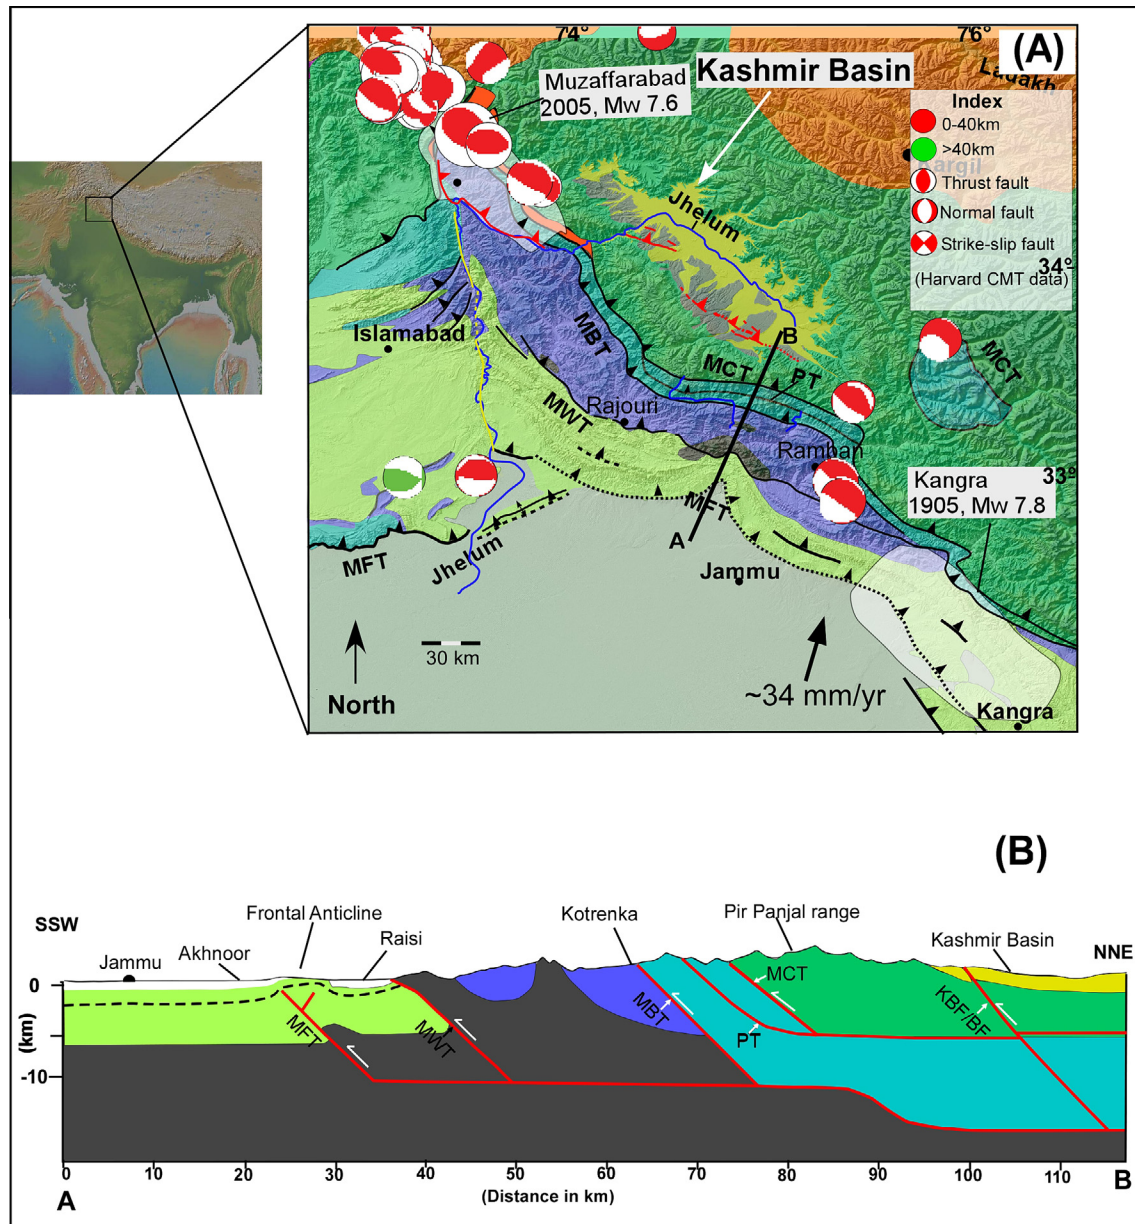 74°
76°
(A)
Ladakh
Kashmir Basin
Muzaffarabad
2005, Mw 7.6
Index
0-40km
>40km
Kargil
Thrust fault
Normal fault
Strike-slip fault
(Harvard CMT data)
34°
Jhelum
Islamabad
MBT
B
MCT
PT
MCT
MWT
Rajouri
Ramban
33°
Kangra
1905, Mw 7.8
MFT
A
MFT
Jhelum
Jammu
30 km
North
~34 mm/yr
Kangra
(B)
SSW
Frontal Anticline
Kotrenka
Pir Panjal range
Jammu
Akhnoor
Raisi
Kashmir Basin
NNE
0
(km)
-10
MFT
MWT
MBT
PT
MCT
KBF/BF
0 10 20 30 40 50 60 70 80 90 100 110
A
(Distance in km)
B